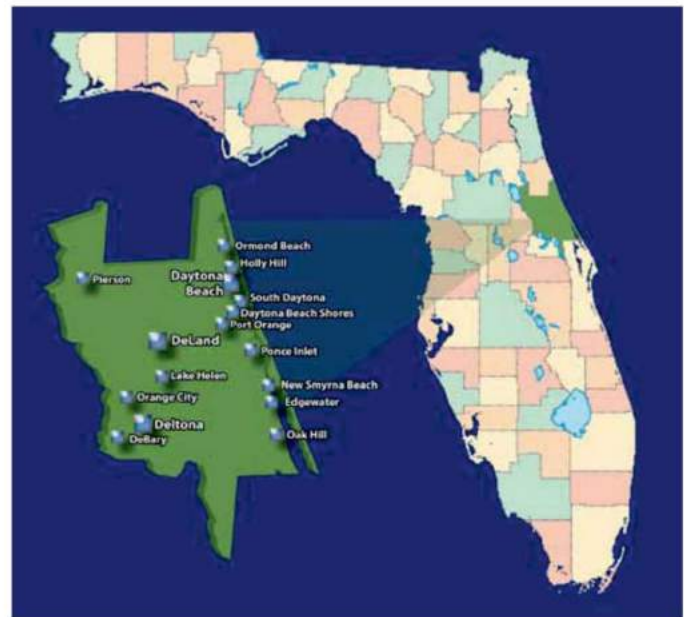 Ormond Beach
Holly Hill
Pierson
Daytona
Beach
South Daytona
Daytona Beach Shores
Port Orange
DeLand
Ponce Inlet
Lake Helen
New Smyrna Beach
Orange City
Edgewater
Deltona
DeBary
Oak Hill